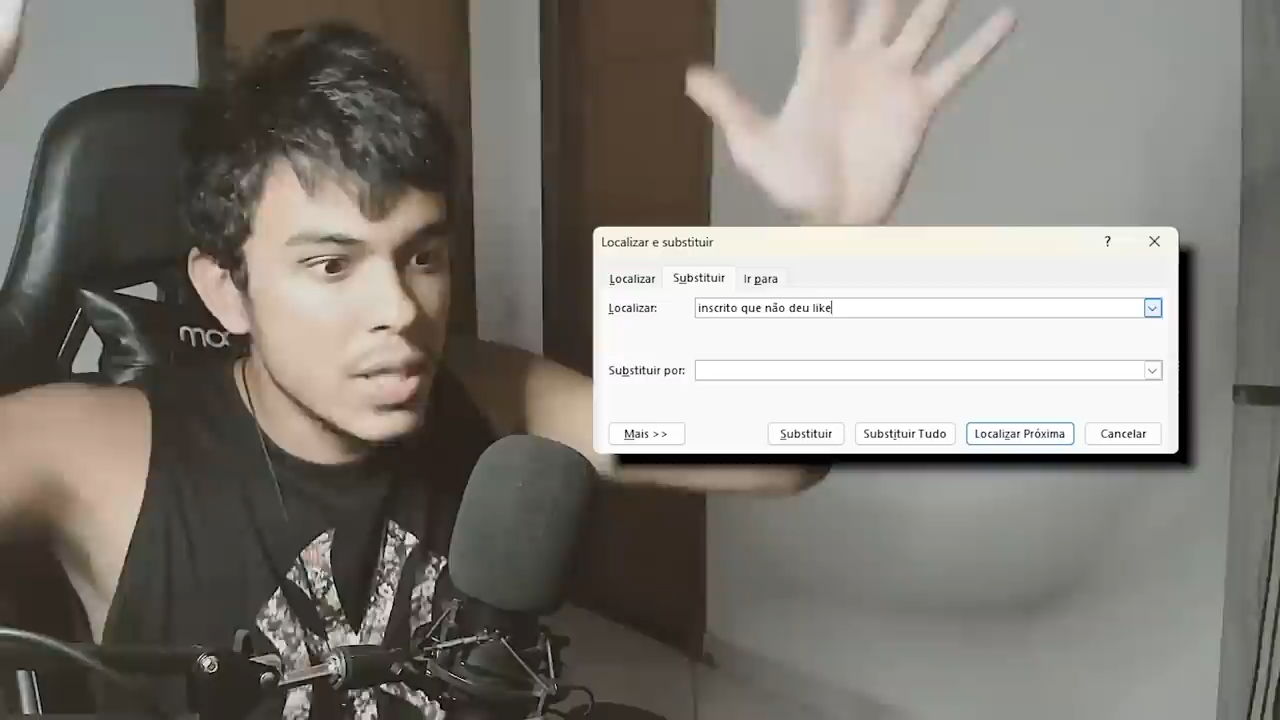 Localizar e substituir ?
Localizar Substituir Ir para
Localizar: inscrito que não deu like
Substituir por:
Mais >> Substituir Substituir Tudo Localizar Próxima Cancelar